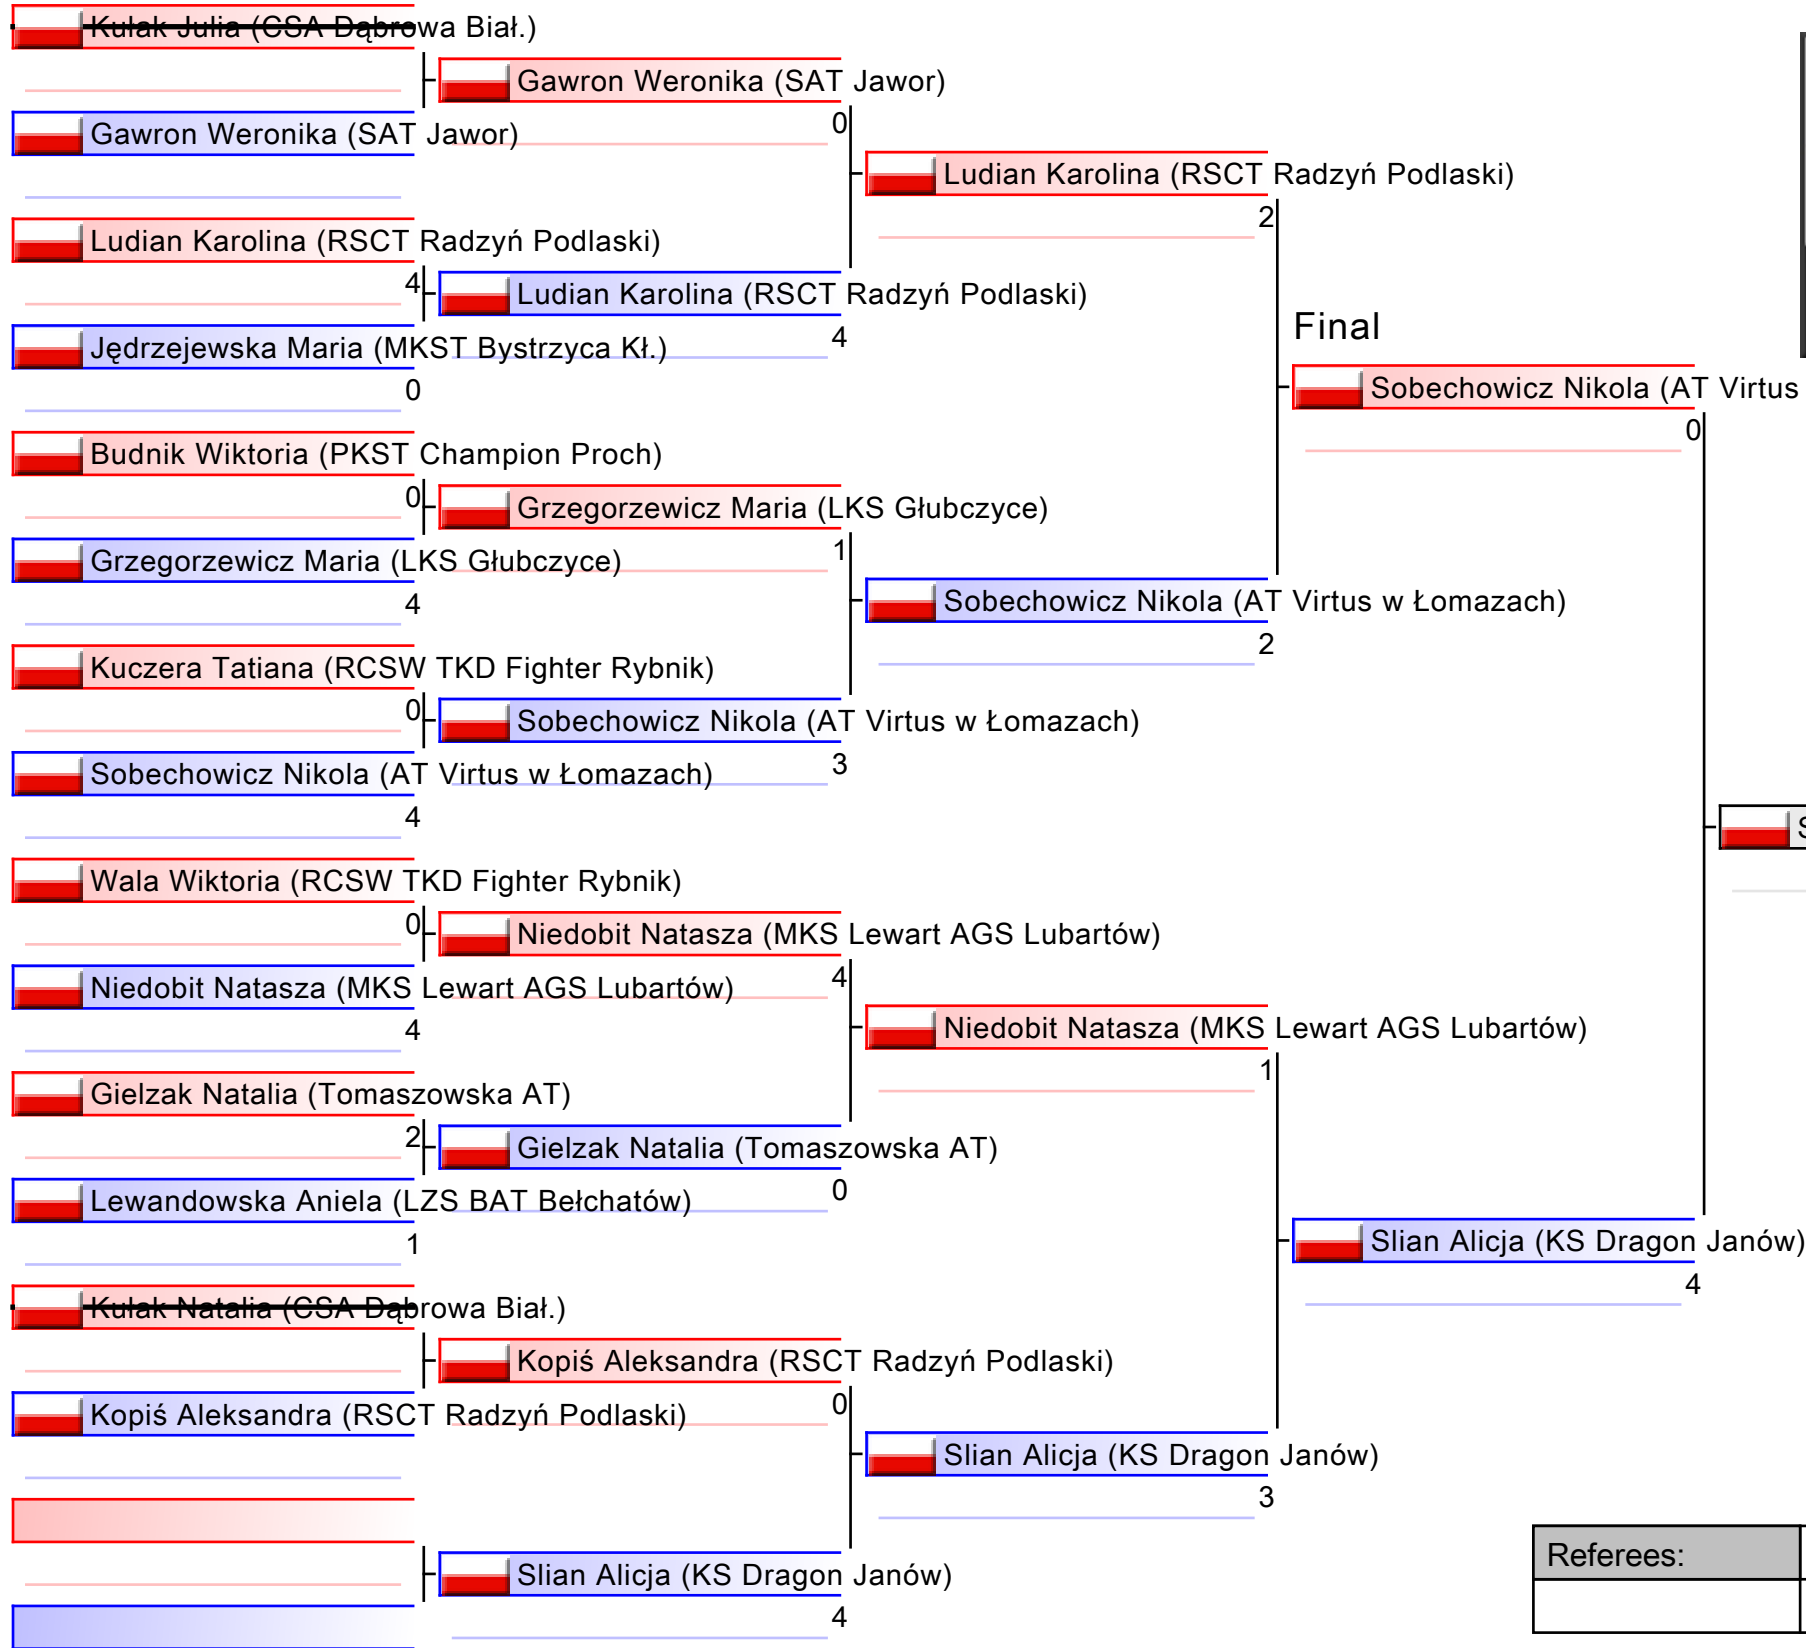 Kułak Julia (CSA Dąbrowa Biał.)
Gawron Weronika (SAT Jawor)
Gawron Weronika (SAT Jawor)
0
Ludian Karolina (RSCT Radzyń Podlaski)
2
Ludian Karolina (RSCT Radzyń Podlaski)
4
Ludian Karolina (RSCT Radzyń Podlaski)
4
Jędrzejewska Maria (MKST Bystrzyca Kł.)
0
Final
Sobechowicz Nikola (AT Virtus
0
Budnik Wiktoria (PKST Champion Proch)
0
Grzegorzewicz Maria (LKS Głubczyce)
1
Grzegorzewicz Maria (LKS Głubczyce)
4
Sobechowicz Nikola (AT Virtus w Łomazach)
2
Kuczera Tatiana (RCSW TKD Fighter Rybnik)
0
Sobechowicz Nikola (AT Virtus w Łomazach)
3
Sobechowicz Nikola (AT Virtus w Łomazach)
4
Wala Wiktoria (RCSW TKD Fighter Rybnik)
0
Niedobit Natasza (MKS Lewart AGS Lubartów)
4
Niedobit Natasza (MKS Lewart AGS Lubartów)
4
Niedobit Natasza (MKS Lewart AGS Lubartów)
1
Gielzak Natalia (Tomaszowska AT)
2
Gielzak Natalia (Tomaszowska AT)
0
Lewandowska Aniela (LZS BAT Bełchatów)
1
Slian Alicja (KS Dragon Janów)
4
Kułak Natalia (CSA Dąbrowa Biał.)
Kopiś Aleksandra (RSCT Radzyń Podlaski)
0
Kopiś Aleksandra (RSCT Radzyń Podlaski)
Slian Alicja (KS Dragon Janów)
3
Slian Alicja (KS Dragon Janów)
4
Referees: